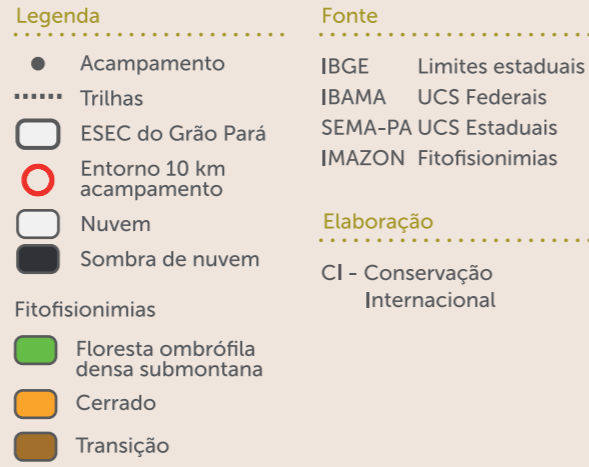 Legenda
Acampamento
Trilhas
ESEC do Grão Pará
Entorno 10 km
acampamento
Nuvem
Sombra de nuvem
Fitofisionimias
Floresta ombrófila
densa submontana
Cerrado
Transição
Fonte
IBGE Limites estaduais
IBAMA UCS Federais
SEMA-PA UCS Estaduais
IMAZON Fitofisionimias
Elaboração
CI - Conservação
Internacional